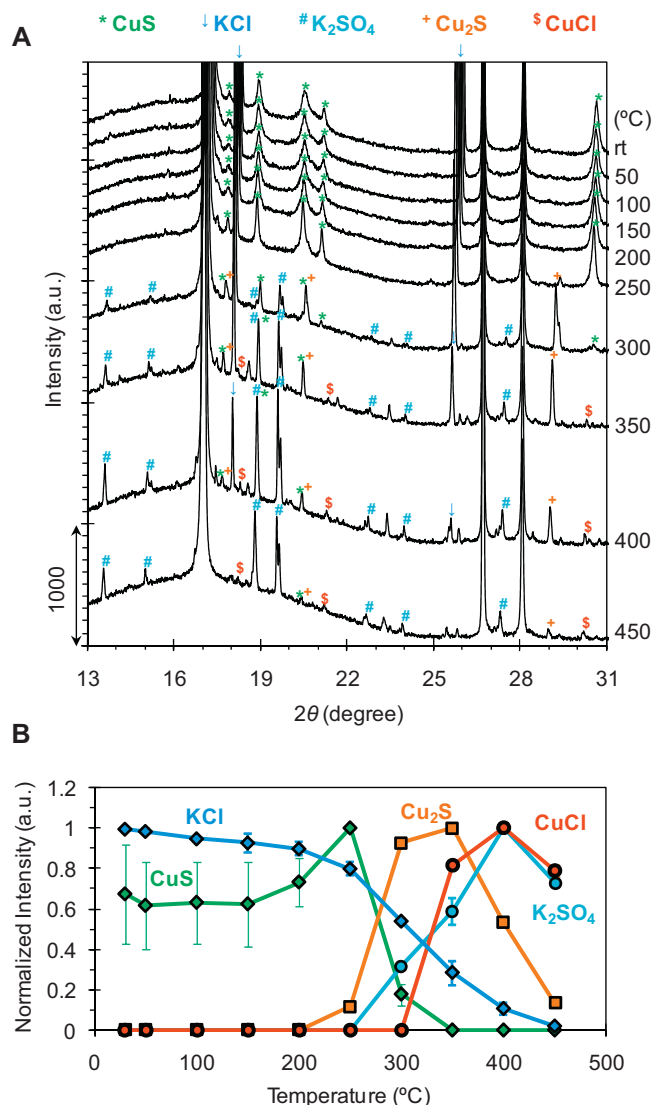 A
* CuS ↓ KCl # K₂SO₄ + Cu₂S $ CuCl
(ºC)
rt
50
100
150
200
250
300
350
400
450
Intensity (a.u.)
1000
13 16 19 22 25 28 31
2θ (degree)
B
Normalized Intensity (a.u.)
1.2
1
0.8
0.6
0.4
0.2
0
KCl
CuS
Cu₂S
CuCl
K₂SO₄
0 100 200 300 400 500
Temperature (ºC)